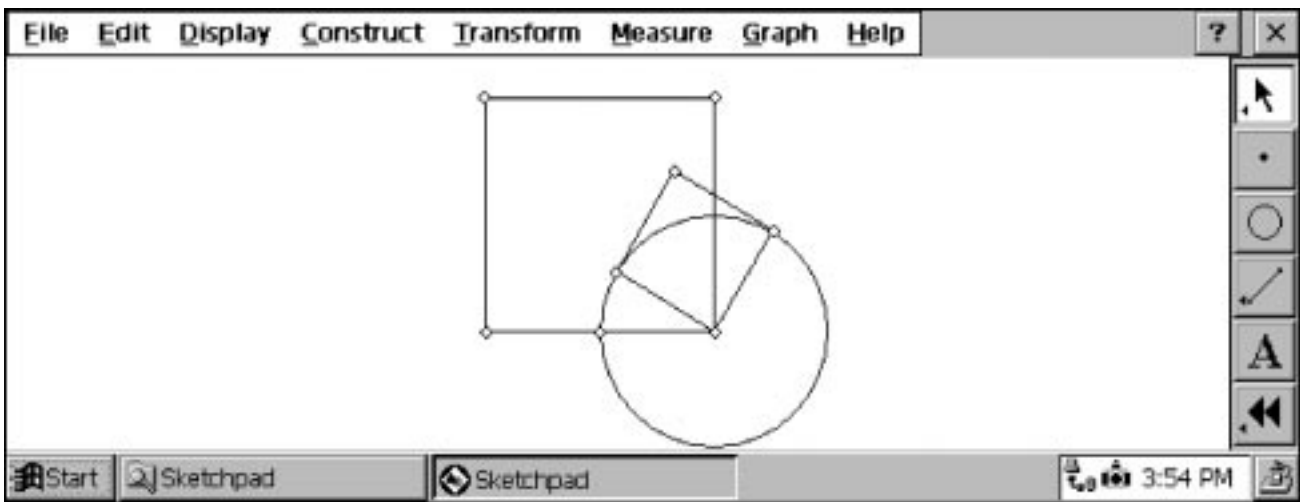 File Edit Display Construct Transform Measure Graph Help ? ×
A
Start Sketchpad Sketchpad 3:54 PM